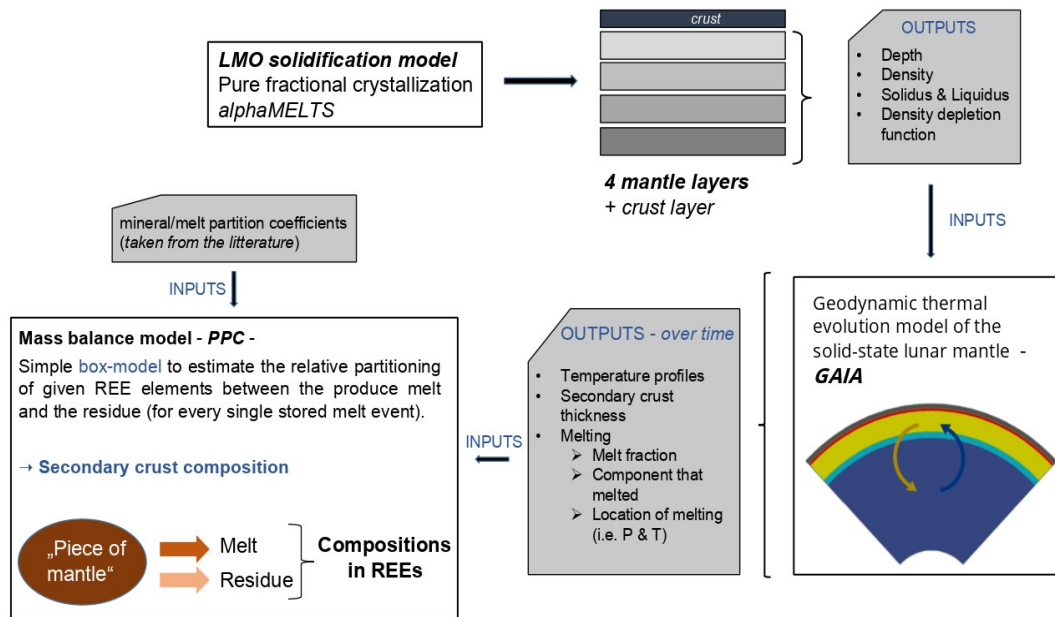 LMO solidification model
Pure fractional crystallization
alphaMELTS
crust
4 mantle layers
+ crust layer
OUTPUTS
• Depth
• Density
• Solidus & Liquidus
• Density depletion
function
INPUTS
Geodynamic thermal
evolution model of the
solid-state lunar mantle -
GAIA
OUTPUTS - over time
• Temperature profiles
• Secondary crust
thickness
• Melting
➢ Melt fraction
➢ Component that
melted
➢ Location of melting
(i.e. P & T)
INPUTS
mineral/melt partition coefficients
(taken from the litterature)
INPUTS
Mass balance model - PPC -
Simple box-model to estimate the relative partitioning
of given REE elements between the produce melt
and the residue (for every single stored melt event).
→ Secondary crust composition
„Piece of
mantle“
Melt
Residue
Compositions
in REEs